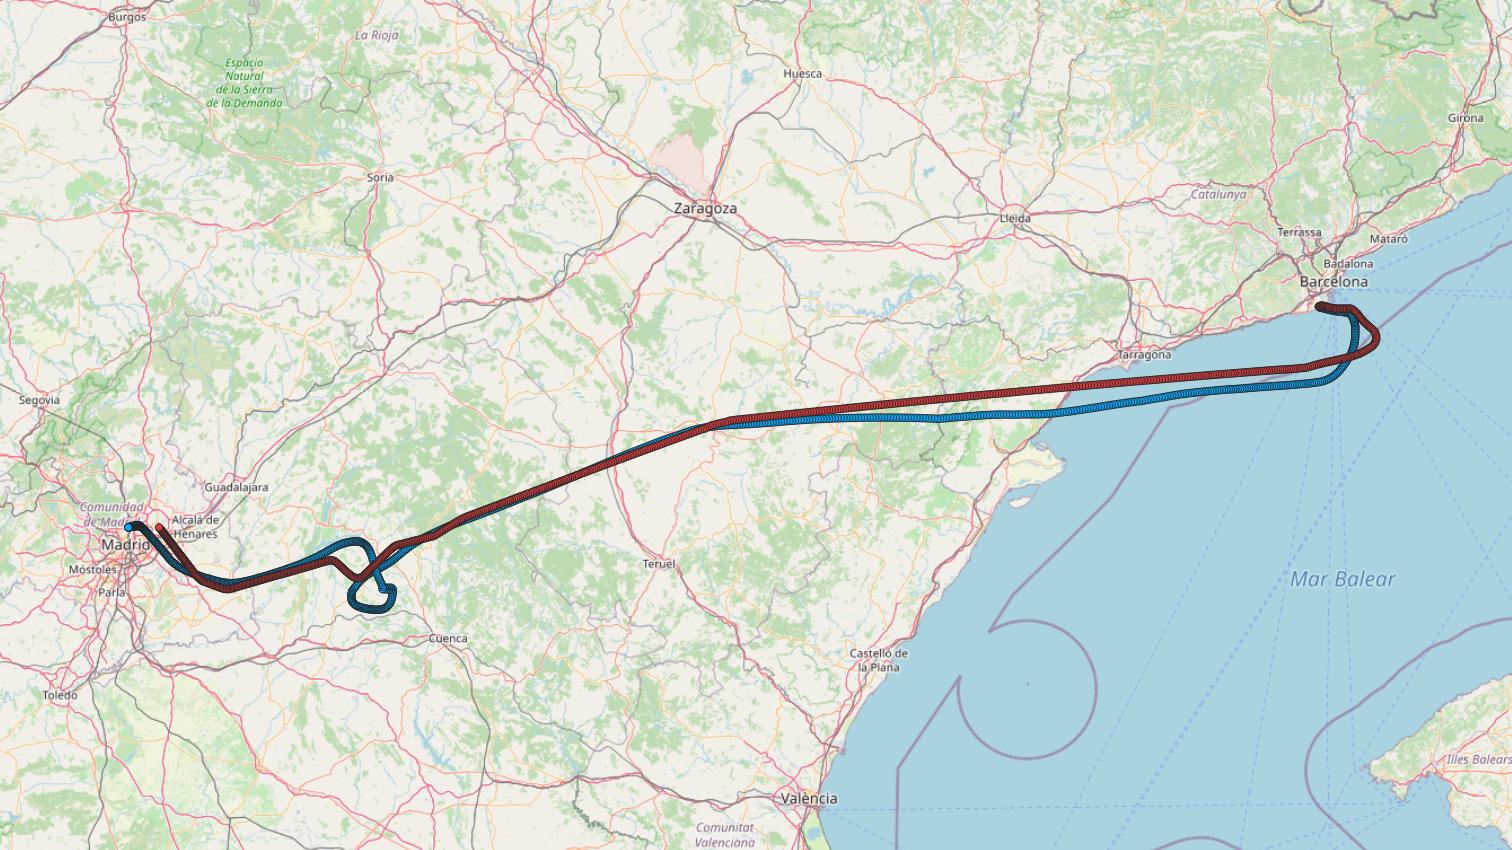 Burgos
La Rioja
Espacio
Natural
de la Sierra
de la Demanda
Huesca
Girona
Soria
Zaragoza
Lleida
Catalunya
Terrassa
Mataró
Badalona
Barcelona
Tarragona
Segovia
Guadalajara
Comunidad
de Mad
Alcalá de
Henares
Madrid
Móstoles
Parla
Teruel
Mar Balear
Cuenca
Castelló de
la Plana
Toledo
Illes Balears
València
Comunitat
Valenciana